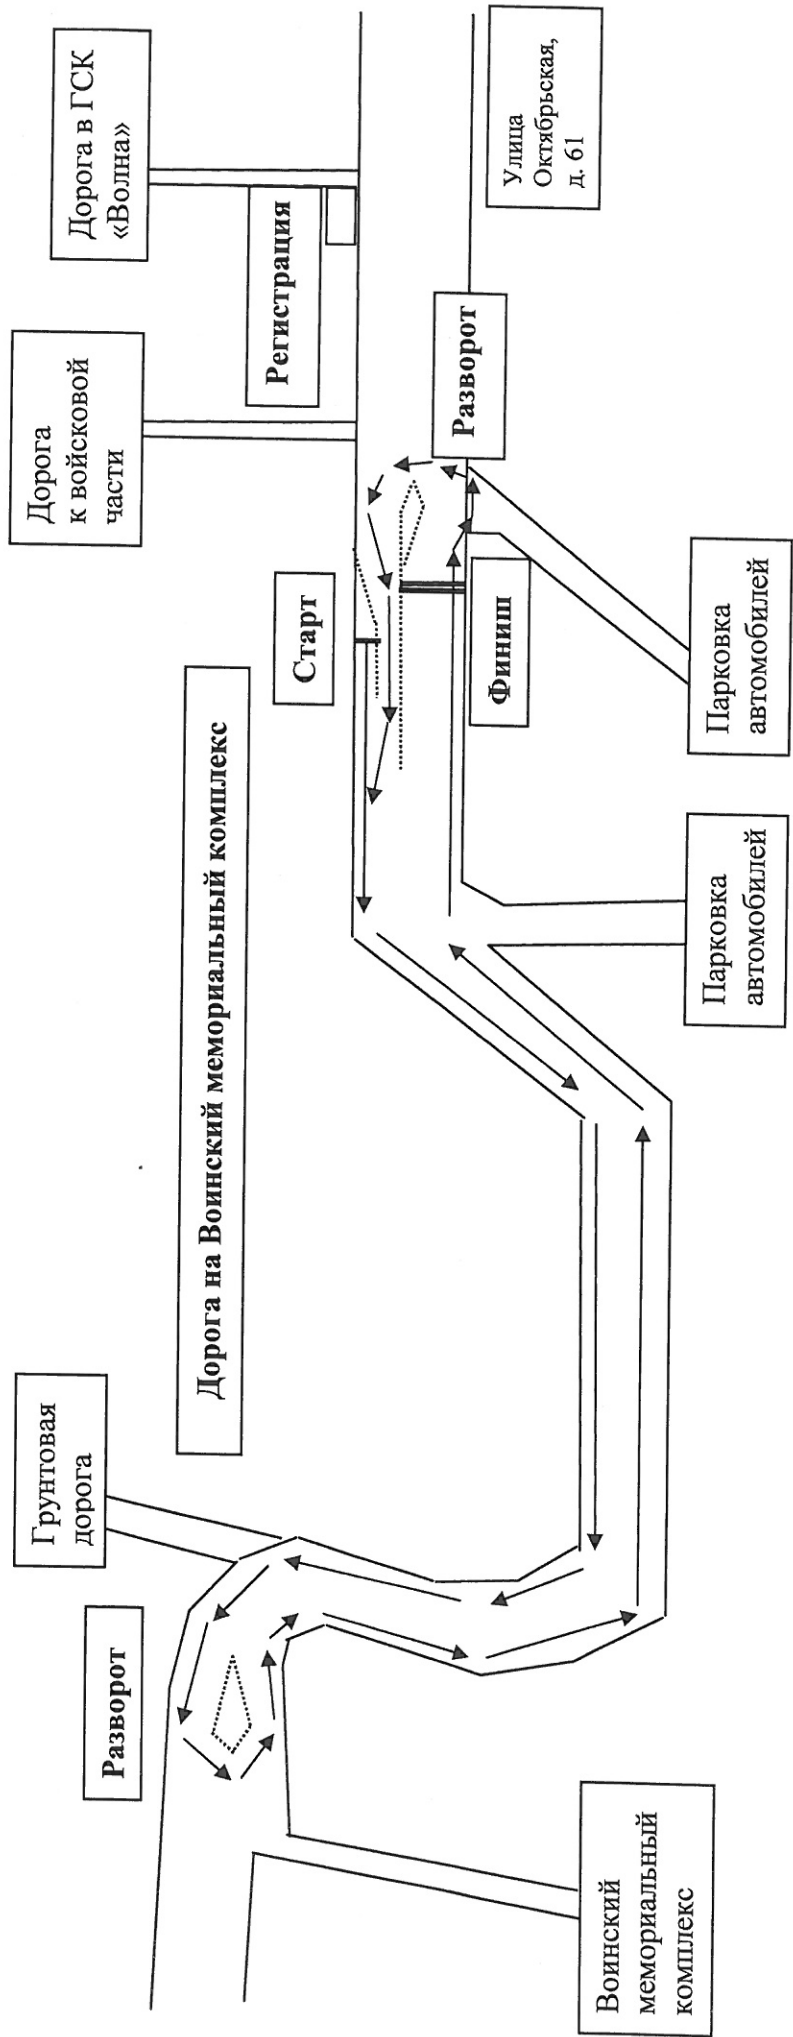 Разворот
Грунтовая
дорога
Дорога на Воинский мемориальный комплекс
Старт
Дорога
к войсковой
части
Регистрация
Дорога в ГСК
«Волна»
Воинский
мемориальный
комплекс
Парковка
автомобилей
Финиш
Парковка
автомобилей
Разворот
Улица
Октябрьская,
д. 61